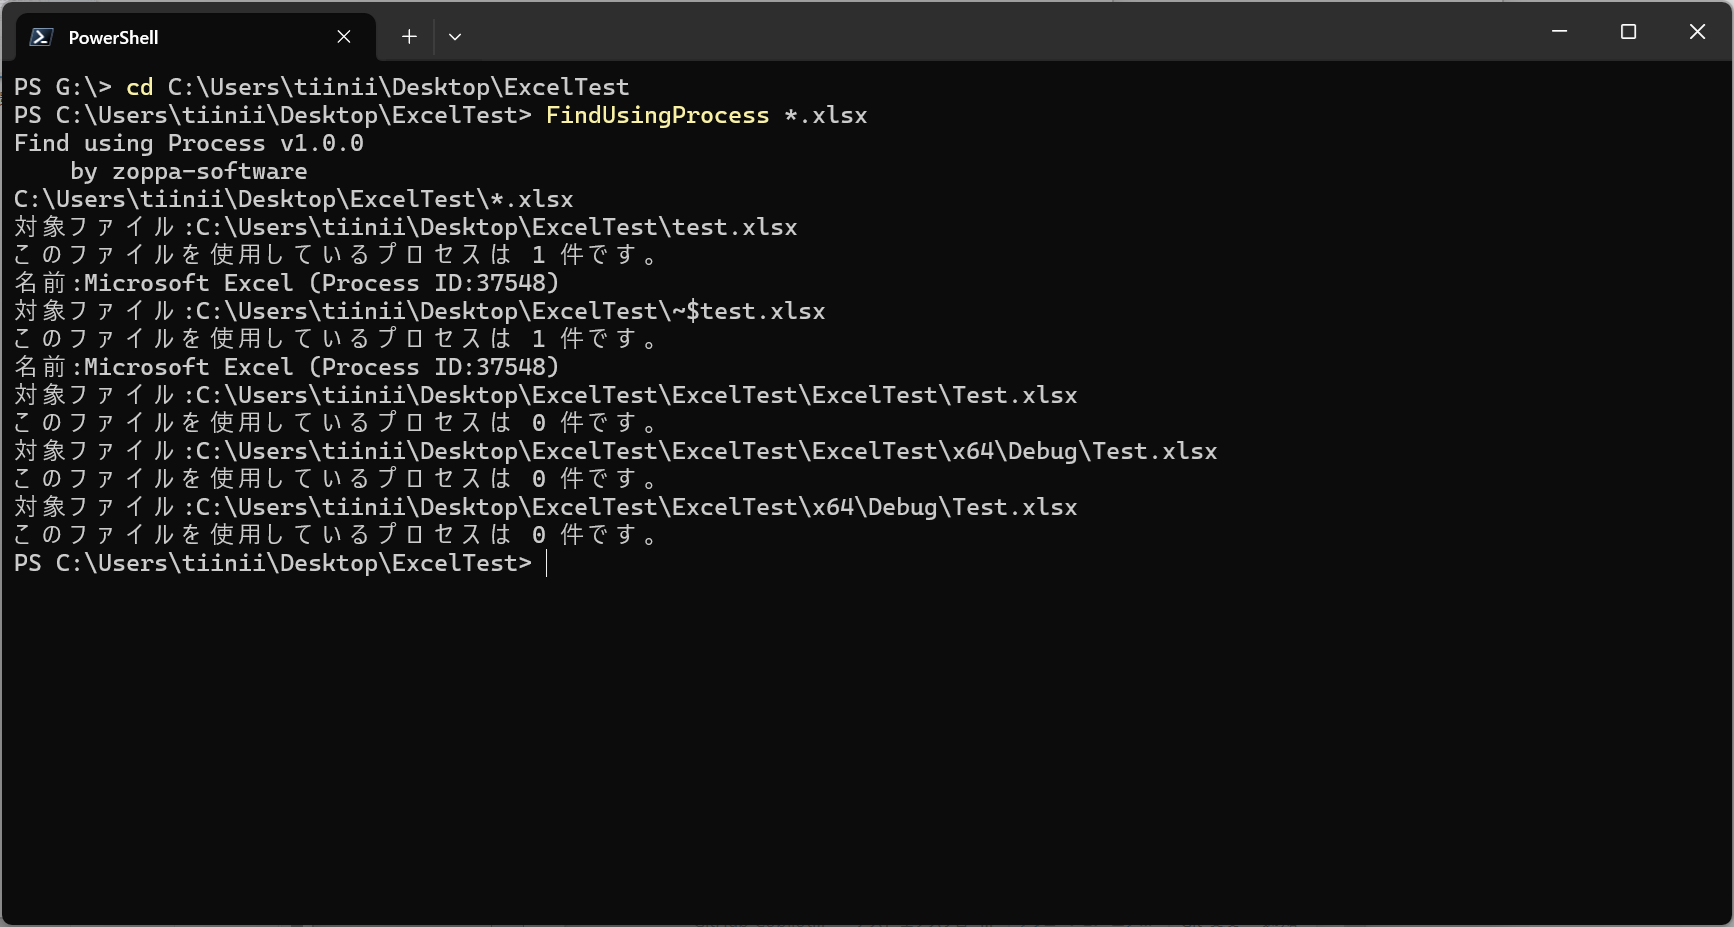 PowerShell
PS G:\> cd C:\Users\tiinii\Desktop\ExcelTest
PS C:\Users\tiinii\Desktop\ExcelTest> FindUsingProcess *.xlsx
Find using Process v1.0.0
    by zoppa-software
C:\Users\tiinii\Desktop\ExcelTest\*.xlsx
対象ファイル:C:\Users\tiinii\Desktop\ExcelTest\test.xlsx
このファイルを使用しているプロセスは 1 件です。
名前:Microsoft Excel (Process ID:37548)
対象ファイル:C:\Users\tiinii\Desktop\ExcelTest\~$test.xlsx
このファイルを使用しているプロセスは 1 件です。
名前:Microsoft Excel (Process ID:37548)
対象ファイル:C:\Users\tiinii\Desktop\ExcelTest\ExcelTest\ExcelTest\Test.xlsx
このファイルを使用しているプロセスは 0 件です。
対象ファイル:C:\Users\tiinii\Desktop\ExcelTest\ExcelTest\ExcelTest\x64\Debug\Test.xlsx
このファイルを使用しているプロセスは 0 件です。
対象ファイル:C:\Users\tiinii\Desktop\ExcelTest\ExcelTest\x64\Debug\Test.xlsx
このファイルを使用しているプロセスは 0 件です。
PS C:\Users\tiinii\Desktop\ExcelTest>